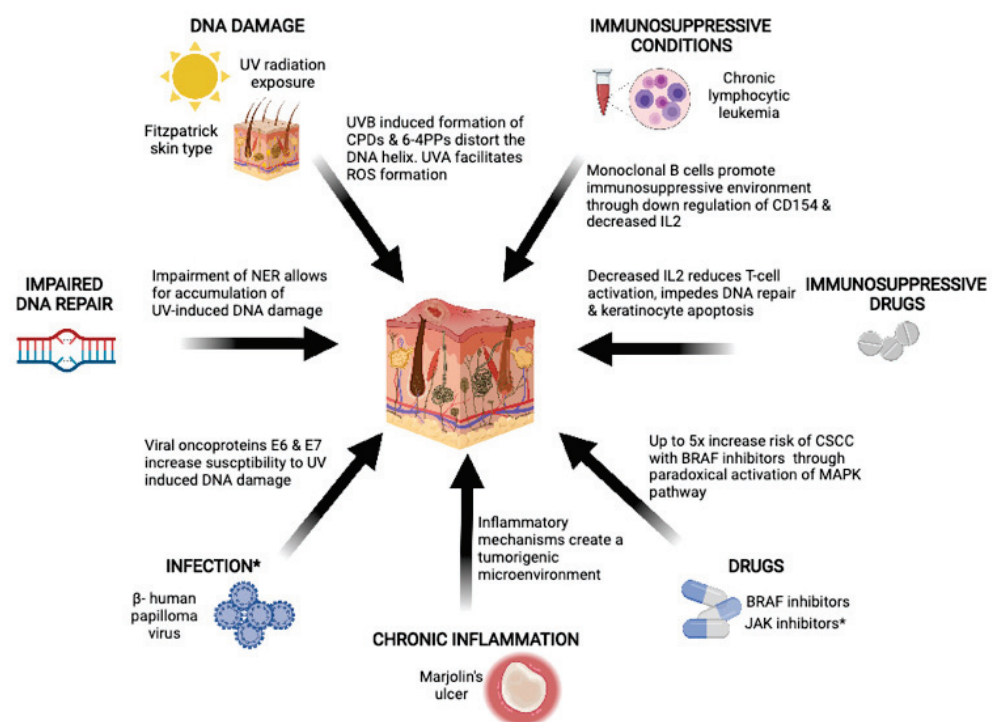 DNA DAMAGE
UV radiation
exposure
Fitzpatrick
skin type
UVB induced formation of
CPDs & 6-4PPs distort the
DNA helix. UVA facilitates
ROS formation
IMMUNOSUPPRESSIVE
CONDITIONS
Chronic
lymphocytic
leukemia
Monoclonal B cells promote
immunosuppressive environment
through down regulation of CD154 &
decreased IL2
IMPAIRED
DNA REPAIR
Impairment of NER allows
for accumulation of
UV-induced DNA damage
Decreased IL2 reduces T-cell
activation, impedes DNA repair
& keratinocyte apoptosis
IMMUNOSUPPRESSIVE
DRUGS
Viral oncoproteins E6 & E7
increase susctibility to UV
induced DNA damage
INFECTION*
β- human
papilloma
virus
Inflammatory
mechanisms create a
tumorigenic
microenvironment
CHRONIC INFLAMMATION
Marjolin's
ulcer
Up to 5x increase risk of CSCC
with BRAF inhibitors through
paradoxical activation of MAPK
pathway
DRUGS
BRAF inhibitors
JAK inhibitors*